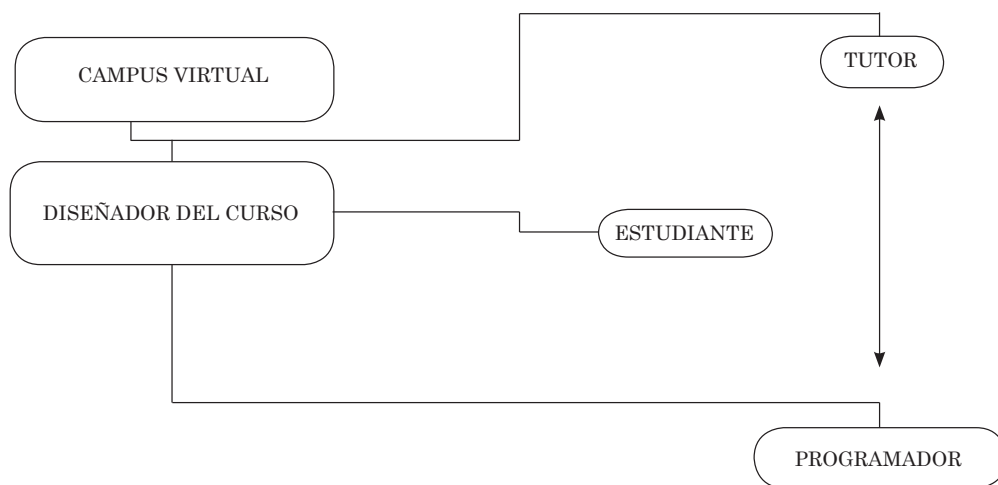 CAMPUS VIRTUAL
TUTOR
DISEÑADOR DEL CURSO
ESTUDIANTE
PROGRAMADOR